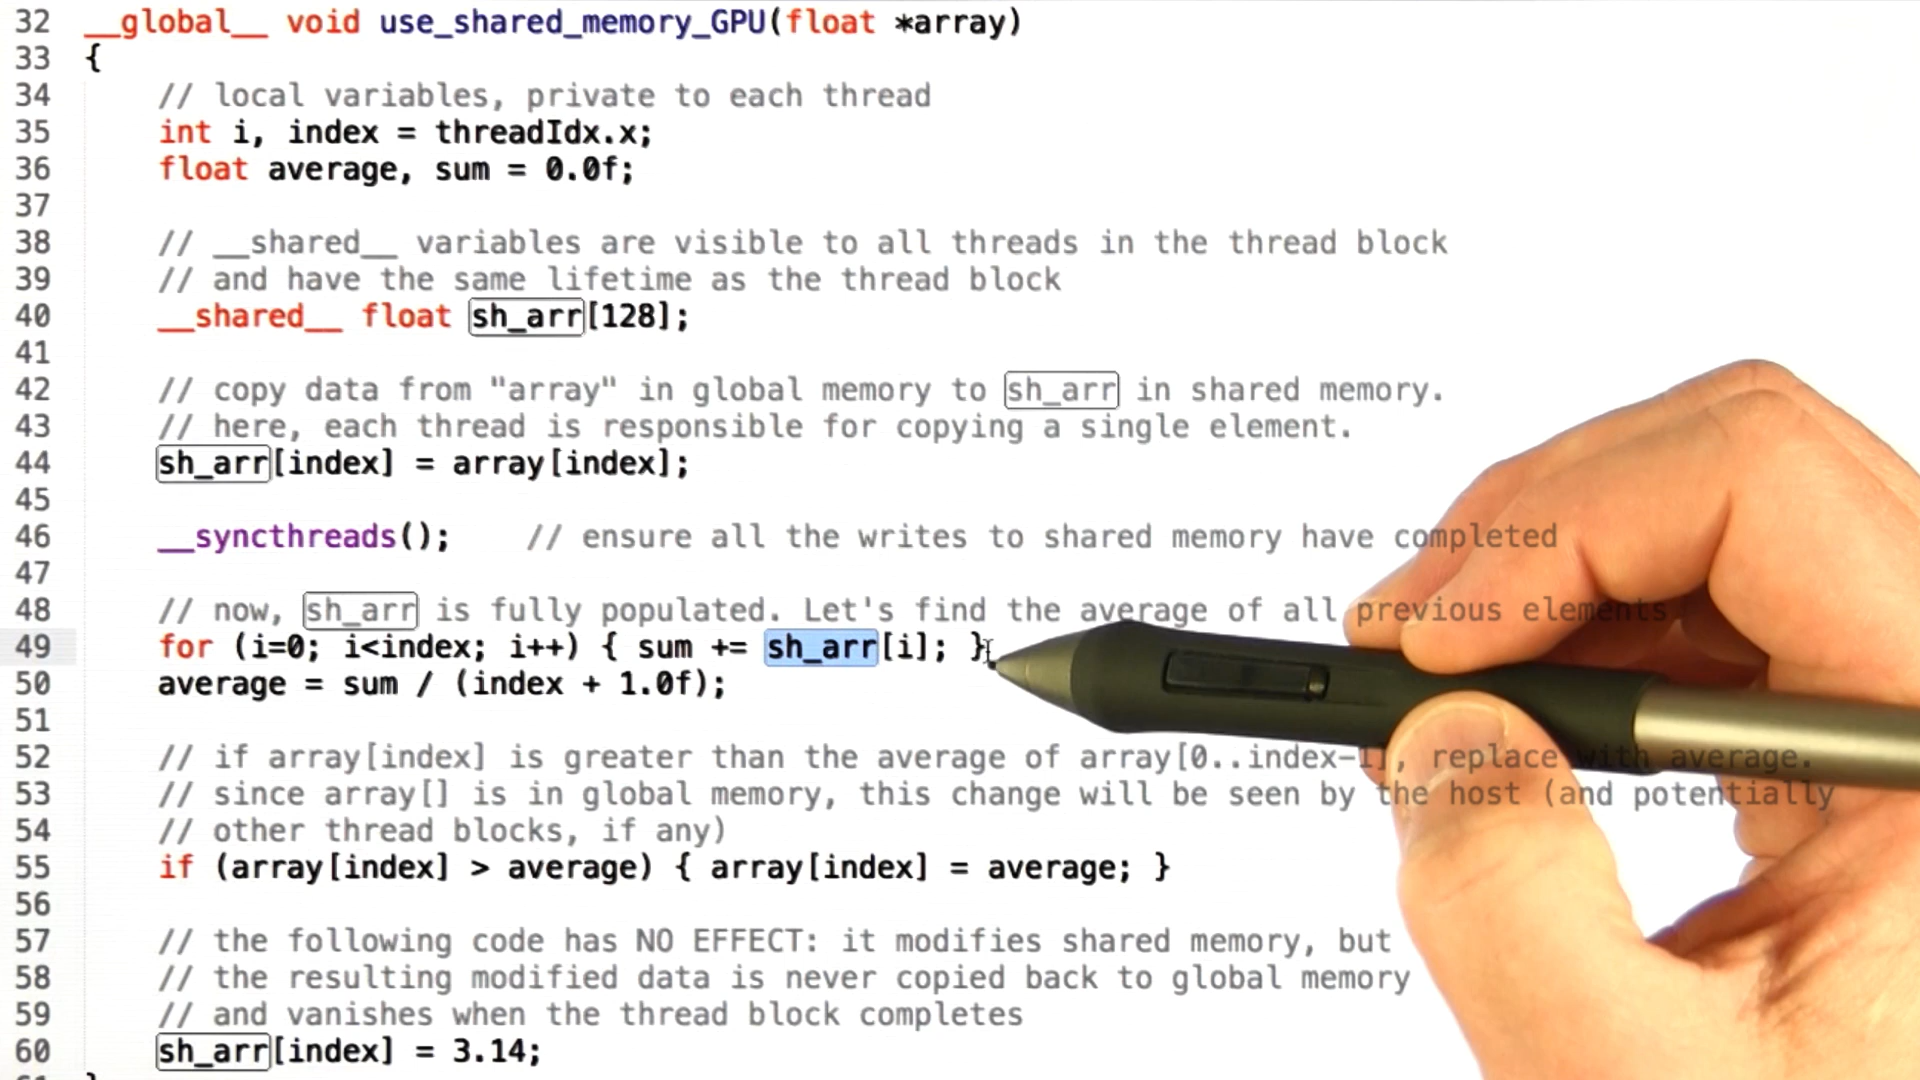 32 __global__ void use_shared_memory_GPU(float *array)
33 {
34 // local variables, private to each thread
35 int i, index = threadIdx.x;
36 float average, sum = 0.0f;
37
38 // __shared__ variables are visible to all threads in the thread block
39 // and have the same lifetime as the thread block
40 __shared__ float sh_arr[128];
41
42 // copy data from "array" in global memory to sh_arr in shared memory.
43 // here, each thread is responsible for copying a single element.
44 sh_arr[index] = array[index];
45
46 __syncthreads(); // ensure all the writes to shared memory have completed
47
48 // now, sh_arr is fully populated. Let's find the average of all previous elements
49 for (i=0; i<index; i++) { sum += sh_arr[i]; }
50 average = sum / (index + 1.0f);
51
52 // if array[index] is greater than the average of array[0..index-1], replace with average.
53 // since array[] is in global memory, this change will be seen by the host (and potentially
54 // other thread blocks, if any)
55 if (array[index] > average) { array[index] = average; }
56
57 // the following code has NO EFFECT: it modifies shared memory, but
58 // the resulting modified data is never copied back to global memory
59 // and vanishes when the thread block completes
60 sh_arr[index] = 3.14;